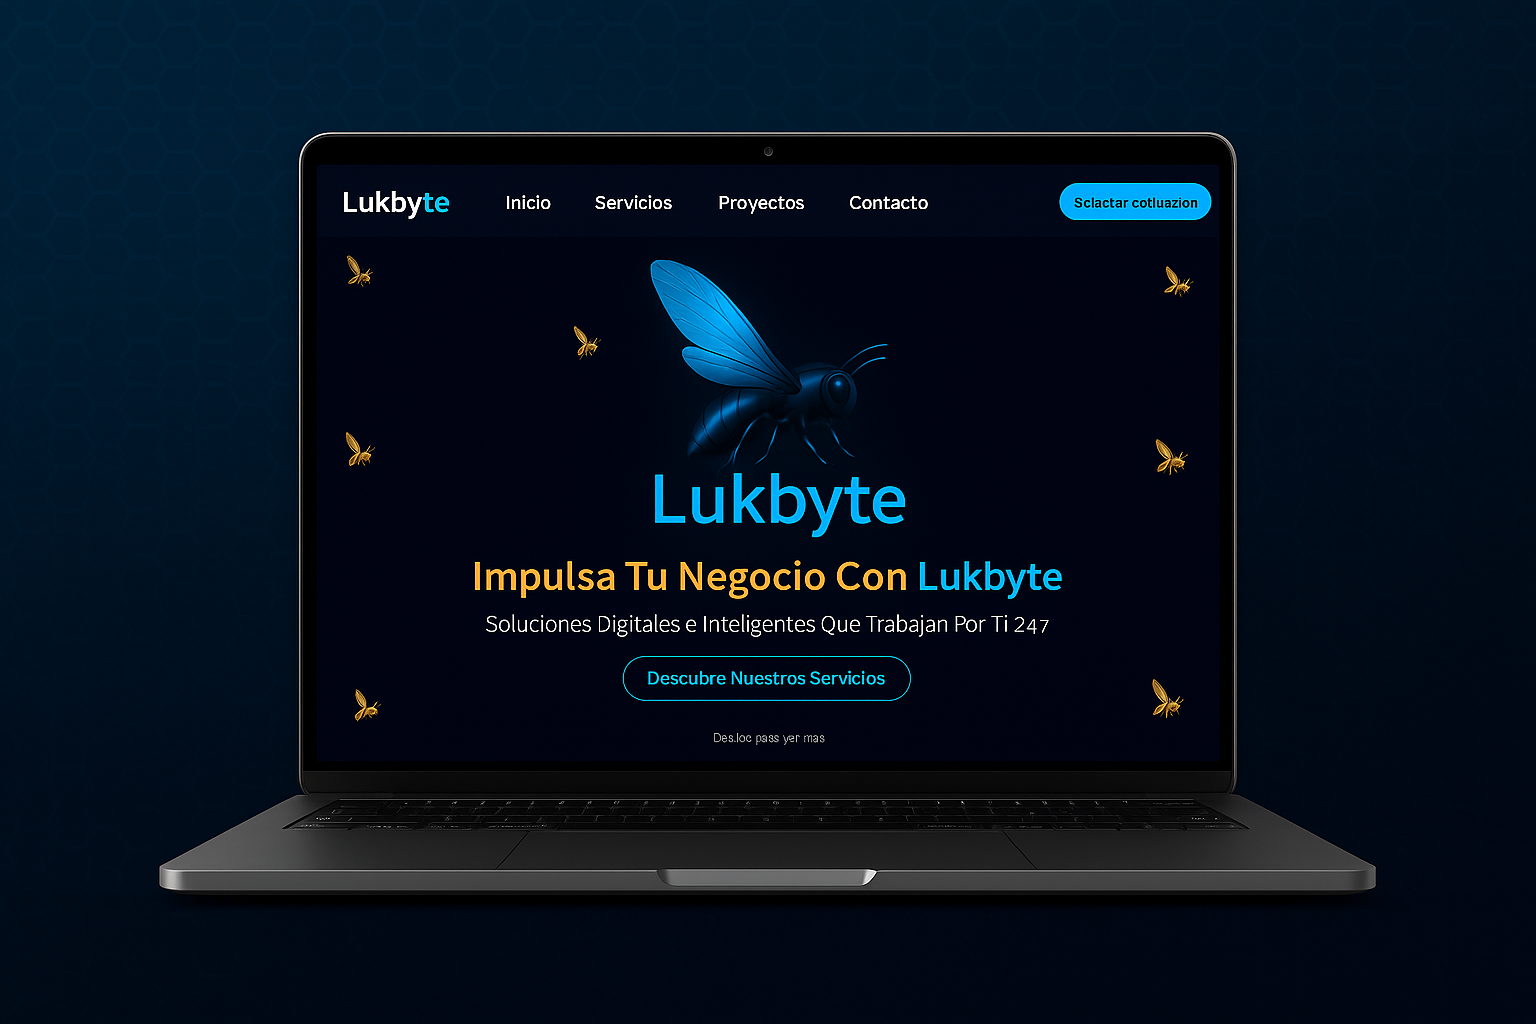 Lukbyte
Inicio
Servicios
Proyectos
Contacto
Sclactar cotluazion
Lukbyte
Impulsa Tu Negocio Con Lukbyte
Soluciones Digitales e Inteligentes Que Trabajan Por Ti 247
Descubre Nuestros Servicios
Des.loc pass yer mas